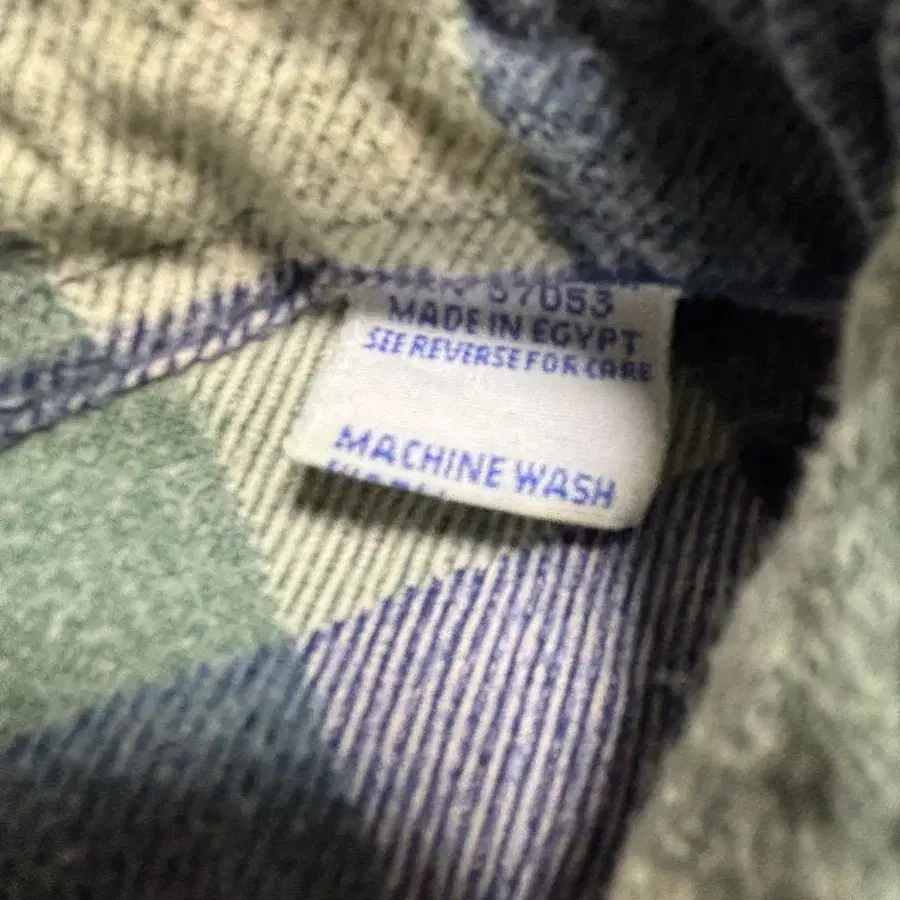 57053
MADE IN EGYPT
SEE REVERSE FOR CARE
MACHINE WASH